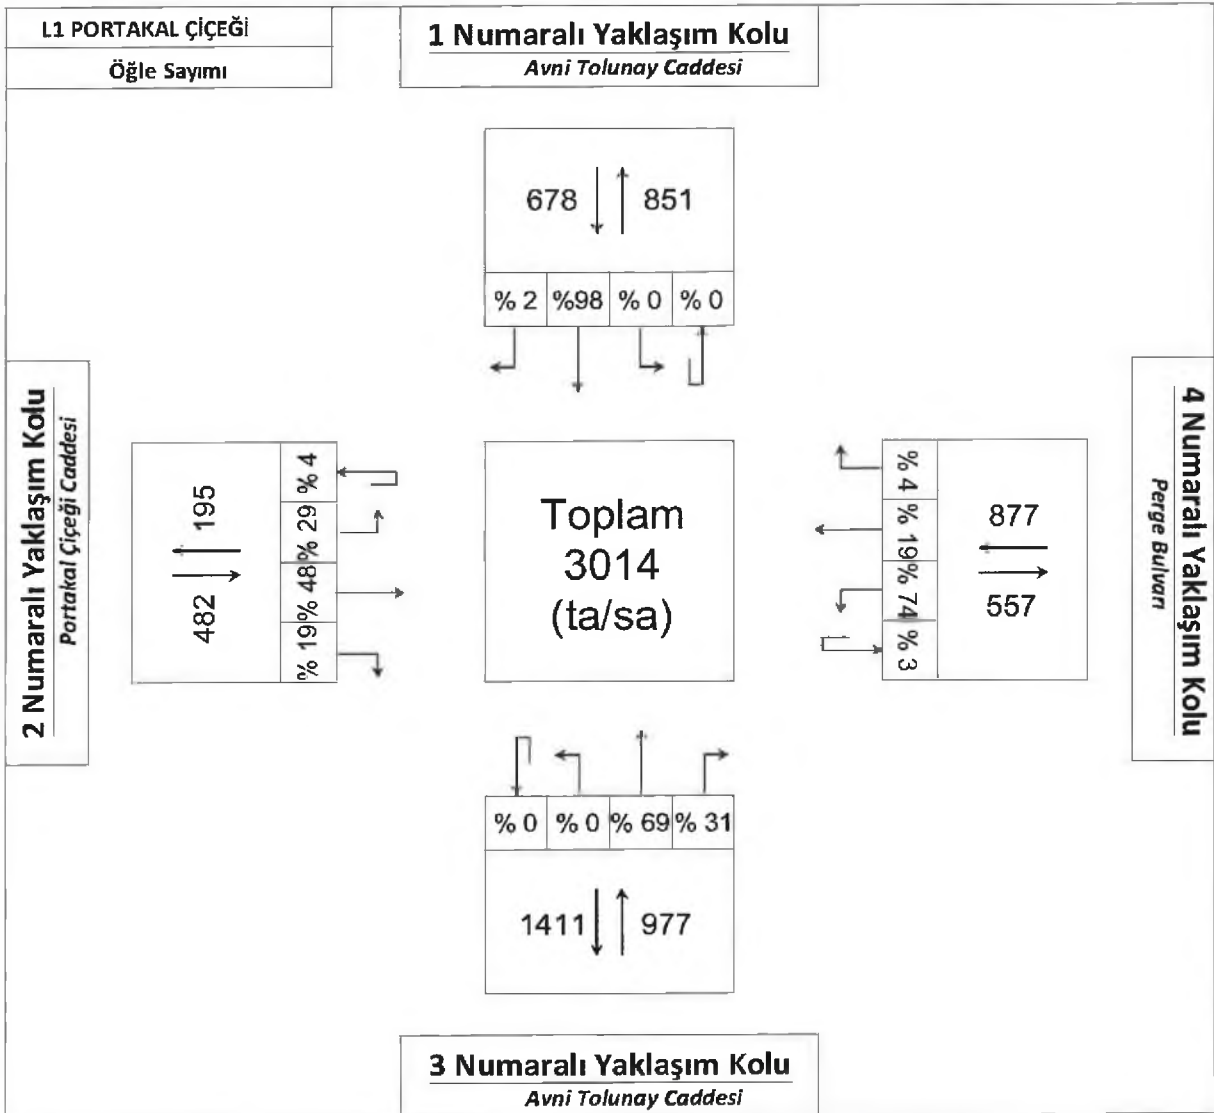 L1 PORTAKAL ÇİÇEĞİ
Öğle Sayımı
1 Numaralı Yaklaşım Kolu
Avni Tolunay Caddesi
678
851
% 2
%98
% 0
% 0
2 Numaralı Yaklaşım Kolu
Portakal Çiçeği Caddesi
195
482
% 4
% 29
% 48
% 19
Toplam
3014
(ta/sa)
% 4
% 19
% 74
% 3
877
557
4 Numaralı Yaklaşım Kolu
Perge Bulvarı
% 0
% 0
% 69
% 31
1411
977
3 Numaralı Yaklaşım Kolu
Avni Tolunay Caddesi